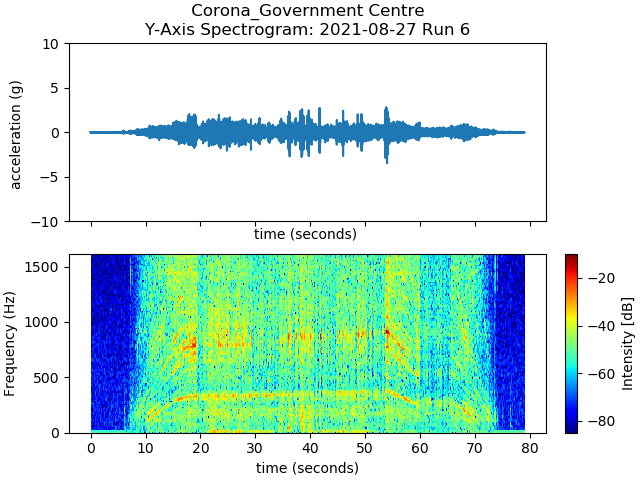 Corona_Government Centre
Y-Axis Spectrogram: 2021-08-27 Run 6
10
5
0
−5
−10
acceleration (g)
time (seconds)
1500
1000
500
0
Frequency (Hz)
0 10 20 30 40 50 60 70 80
time (seconds)
−20
−40
−60
−80
Intensity [dB]